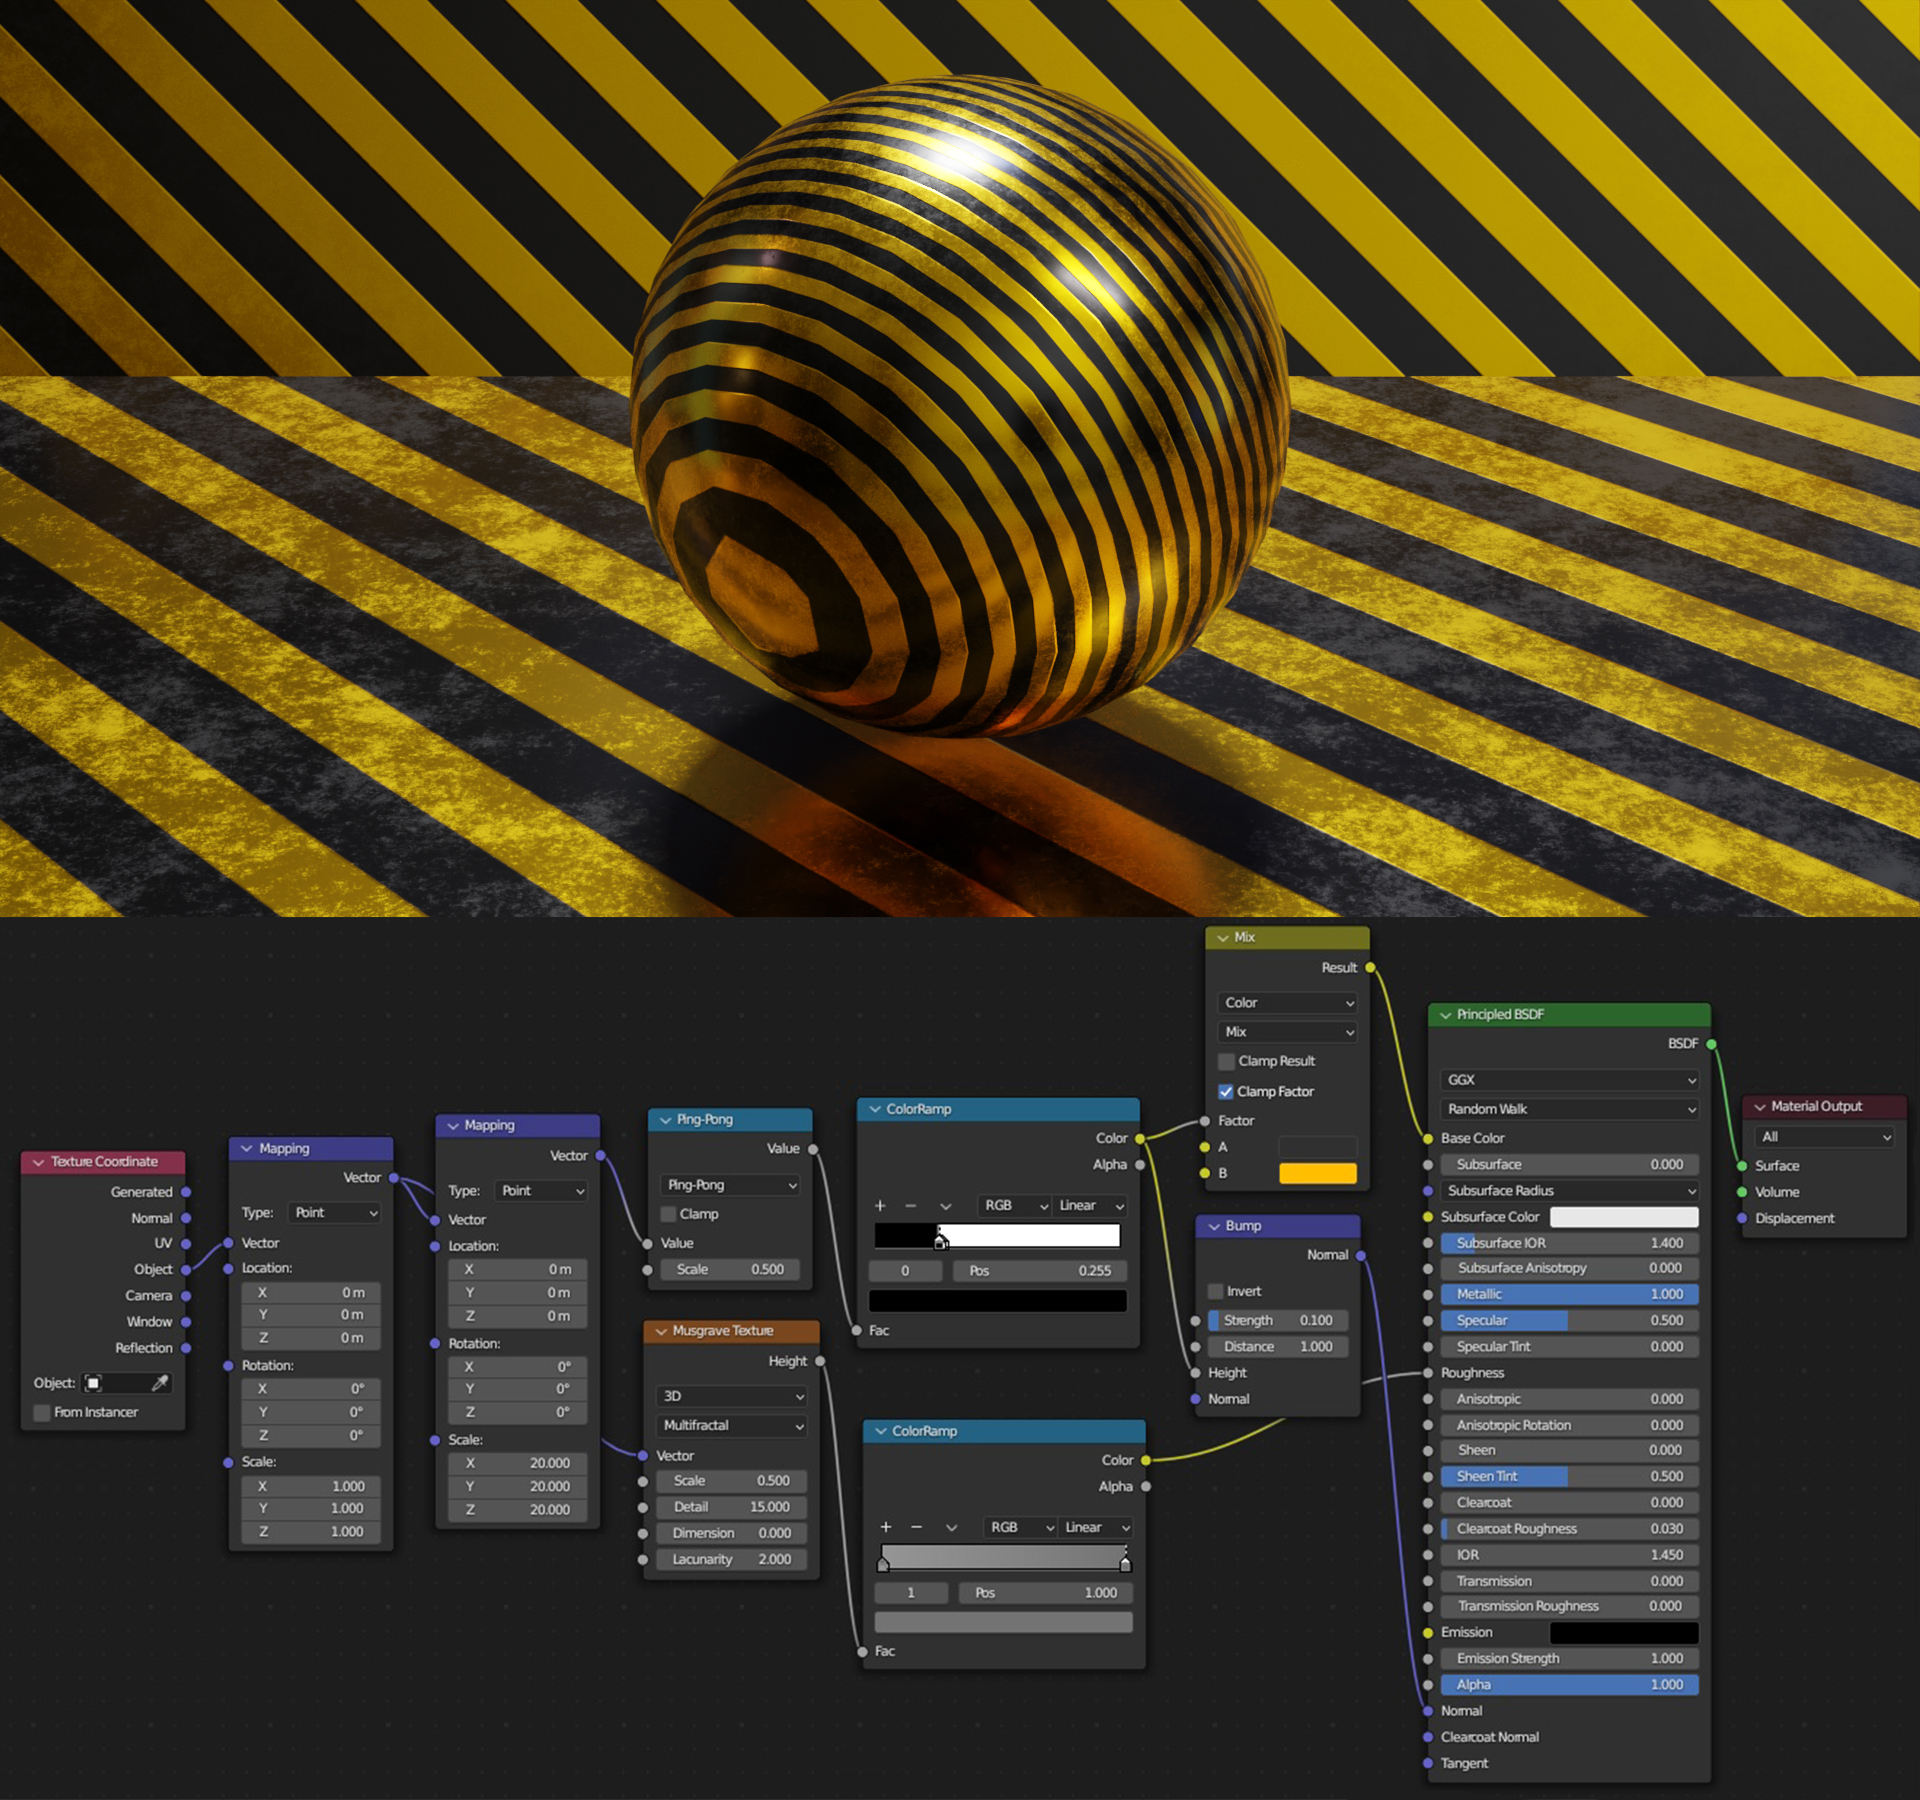 Texture Coordinate
Generated
Normal
UV
Object
Camera
Window
Reflection
Object:
From Instancer
Mapping
Vector
Type: Point
Vector
Location:
X 0 m
Y 0 m
Z 0 m
Rotation:
X 0°
Y 0°
Z 0°
Scale:
X 1.000
Y 1.000
Z 1.000
Mapping
Vector
Type: Point
Vector
Location:
X 0 m
Y 0 m
Z 0 m
Rotation:
X 0°
Y 0°
Z 0°
Scale:
X 20.000
Y 20.000
Z 20.000
Ping-Pong
Value
Ping-Pong
Clamp
Value
Scale 0.500
Musgrave Texture
Height
3D
Multifractal
Vector
Scale 0.500
Detail 15.000
Dimension 0.000
Lacunarity 2.000
ColorRamp
Color
Alpha
+ − RGB Linear
0 Pos 0.255
Fac
ColorRamp
Color
Alpha
+ − RGB Linear
1 Pos 1.000
Fac
Mix
Result
Color
Mix
Clamp Result
Clamp Factor
Factor
A
B
Bump
Normal
Invert
Strength 0.100
Distance 1.000
Height
Normal
Principled BSDF
BSDF
GGX
Random Walk
Base Color
Subsurface 0.000
Subsurface Radius
Subsurface Color
Subsurface IOR 1.400
Subsurface Anisotropy 0.000
Metallic 1.000
Specular 0.500
Specular Tint 0.000
Roughness
Anisotropic 0.000
Anisotropic Rotation 0.000
Sheen 0.000
Sheen Tint 0.500
Clearcoat 0.000
Clearcoat Roughness 0.030
IOR 1.450
Transmission 0.000
Transmission Roughness 0.000
Emission
Emission Strength 1.000
Alpha 1.000
Normal
Clearcoat Normal
Tangent
Material Output
All
Surface
Volume
Displacement